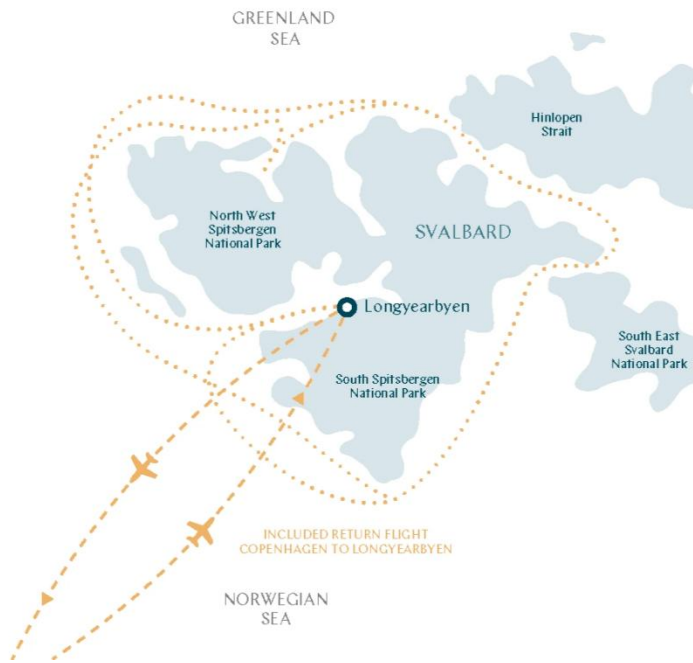 GREENLAND
SEA
Hinlopen
Strait
North West
Spitsbergen
National Park
SVALBARD
Longyearbyen
South East
Svalbard
National Park
South Spitsbergen
National Park
INCLUDED RETURN FLIGHT
COPENHAGEN TO LONGYEARBYEN
NORWEGIAN
SEA